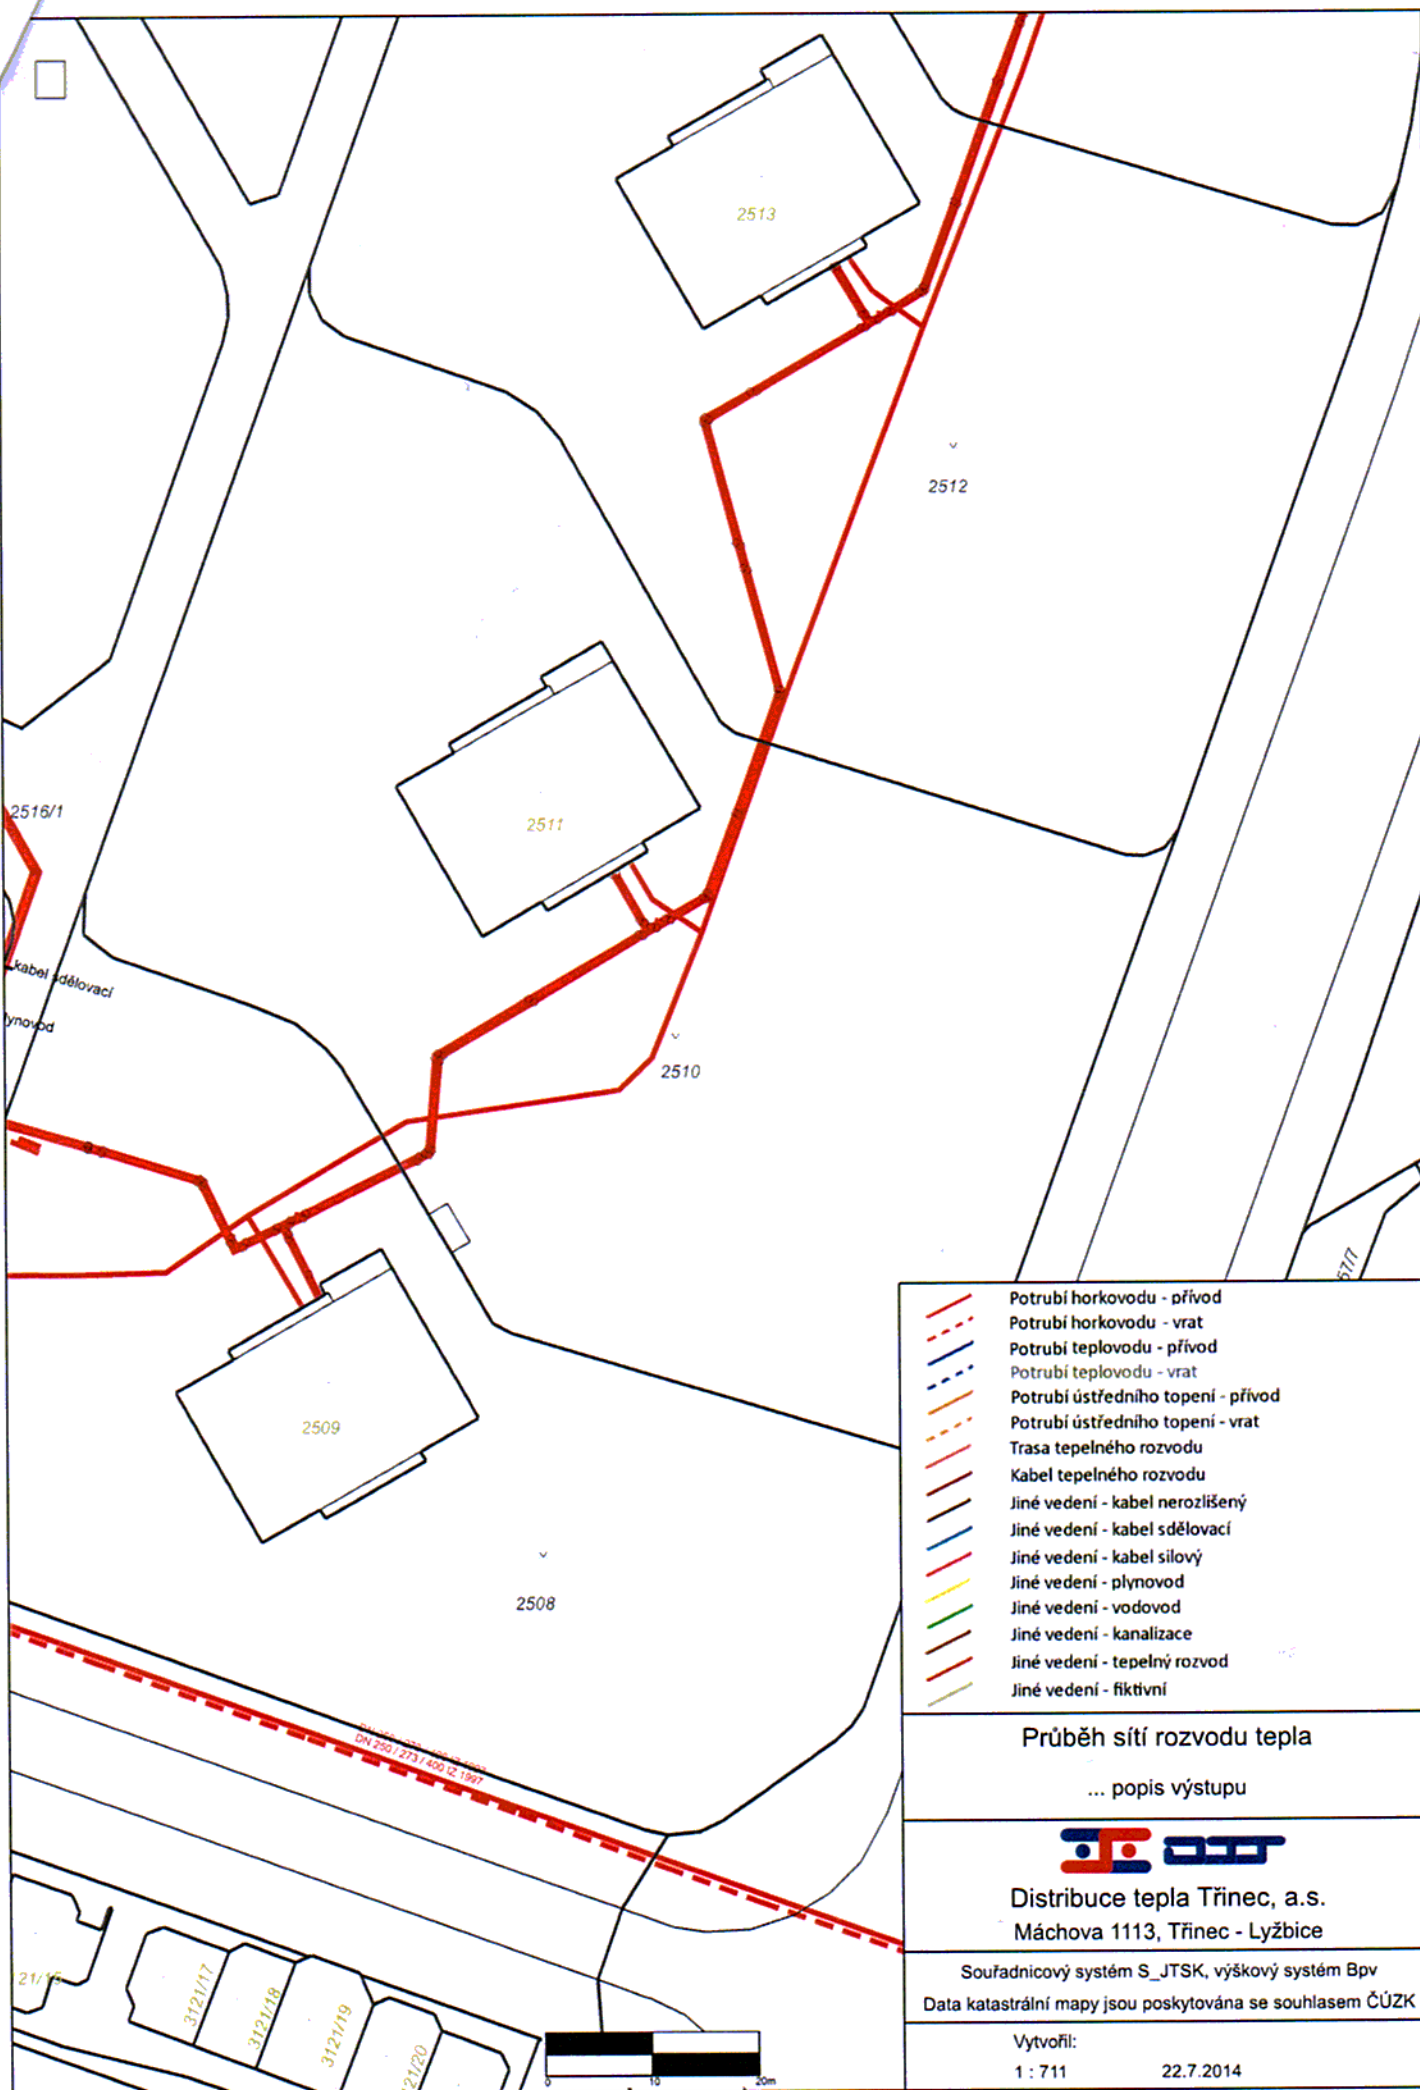 2513
2512
2511
2516/1
kabel sdělovací
lynovod
2510
2509
2508
57/7
Potrubí horkovodu - přívod
Potrubí horkovodu - vrat
Potrubí teplovodu - přívod
Potrubí teplovodu - vrat
Potrubí ústředního topení - přívod
Potrubí ústředního topení - vrat
Trasa tepelného rozvodu
Kabel tepelného rozvodu
Jiné vedení - kabel nerozlišený
Jiné vedení - kabel sdělovací
Jiné vedení - kabel silový
Jiné vedení - plynovod
Jiné vedení - vodovod
Jiné vedení - kanalizace
Jiné vedení - tepelný rozvod
Jiné vedení - fiktivní
DN 250 / 273 / 400 IZ 1997
Průběh sítí rozvodu tepla
... popis výstupu
Distribuce tepla Třinec, a.s.
Máchova 1113, Třinec - Lyžbice
Souřadnicový systém S_JTSK, výškový systém Bpv
Data katastrální mapy jsou poskytována se souhlasem ČÚZK
Vytvořil:
1 : 711 22.7.2014
21/15
3121/17
3121/18
3121/19
21/20
0 10 20m